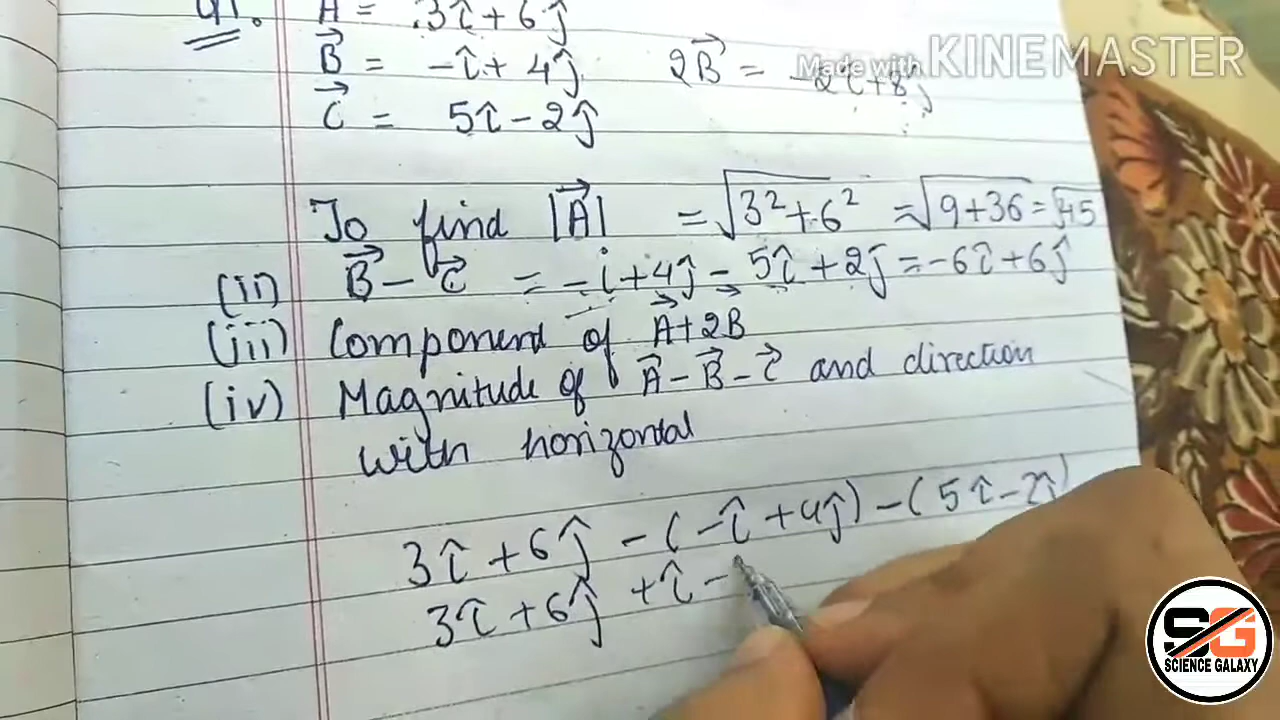 Q1. A = 3î + 6ĵ
B⃗ = -î + 4ĵ 2B⃗ = -2î + 8ĵ
C⃗ = 5î - 2ĵ
Made with KINEMASTER
To find |A⃗| = √3² + 6² = √9 + 36 = √45
(ii) B⃗ - C⃗ = -i + 4ĵ - 5î + 2ĵ = -6î + 6ĵ
(iii) Component of A⃗ + 2B⃗
(iv) Magnitude of A⃗ - B⃗ - C⃗ and direction
with horizontal
3î + 6ĵ - (-î + 4ĵ) - (5î - 2ĵ)
3î + 6ĵ + î -
SG
SCIENCE GALAXY